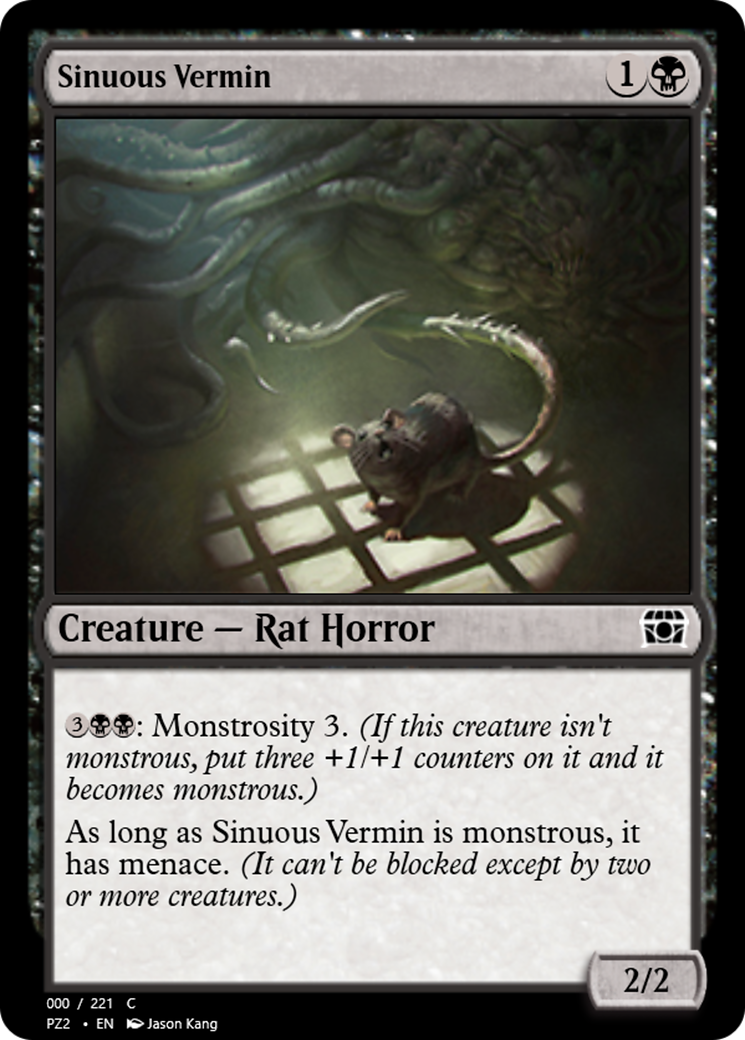 Sinuous Vermin 1
Creature — Rat Horror
3: Monstrosity 3. (If this creature isn't
monstrous, put three +1/+1 counters on it and it
becomes monstrous.)
As long as Sinuous Vermin is monstrous, it
has menace. (It can't be blocked except by two
or more creatures.)
2/2
000 / 221 C
PZ2 • EN Jason Kang